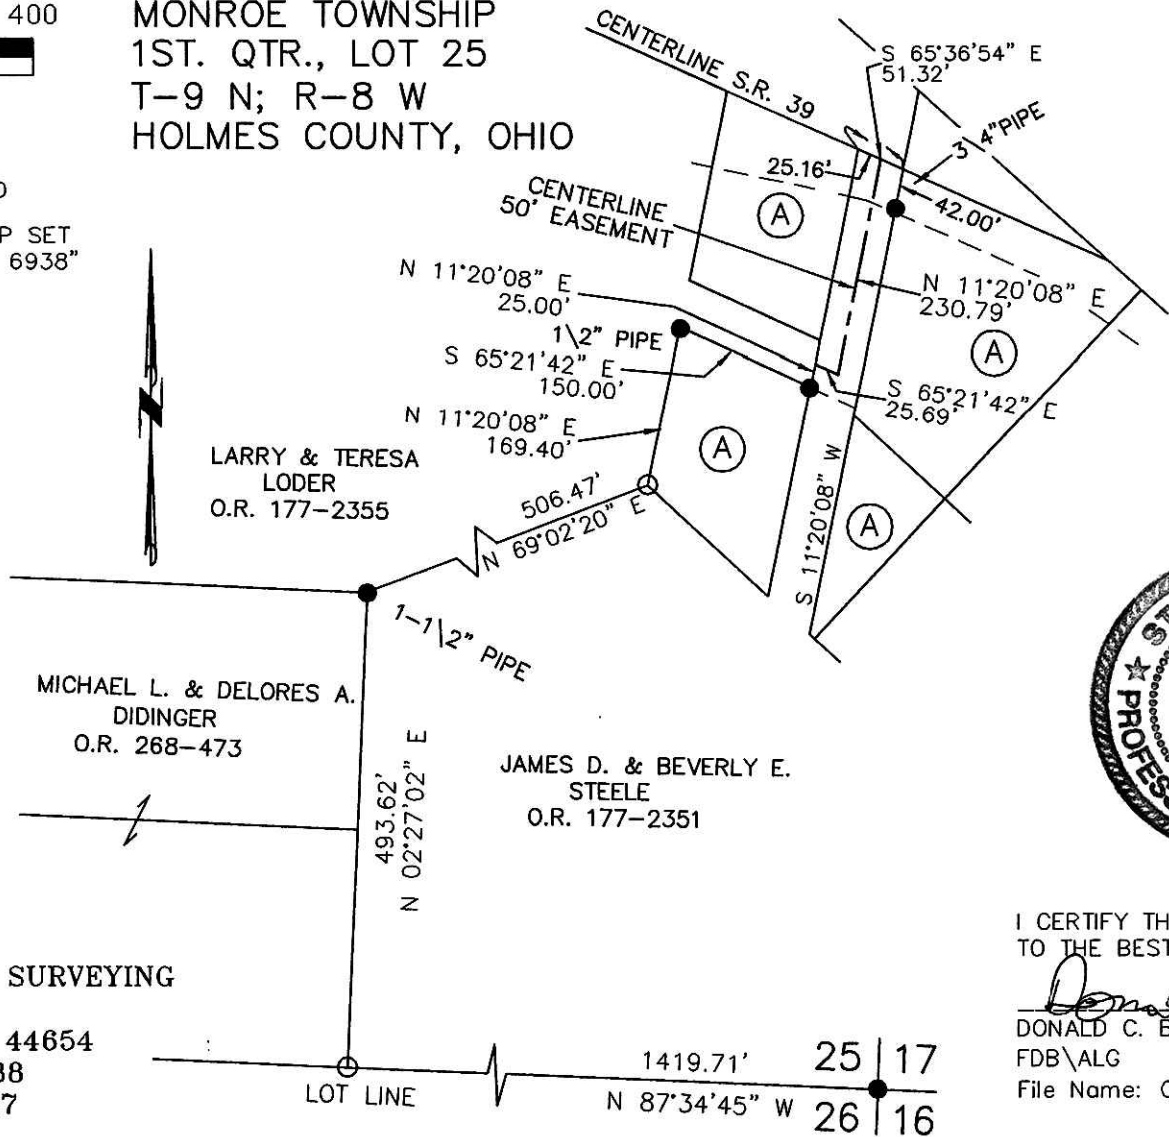 400
MONROE TOWNSHIP
1ST. QTR., LOT 25
T-9 N; R-8 W
HOLMES COUNTY, OHIO
P SET
6938"
CENTERLINE S.R. 39
S 65°36'54" E
51.32'
3\4"PIPE
25.16'
42.00'
CENTERLINE
50' EASEMENT
A
N 11°20'08" E
25.00'
N 11°20'08" E
230.79'
1\2" PIPE
A
S 65°21'42" E
150.00'
S 65°21'42" E
25.69'
N 11°20'08" E
169.40'
A
S 11°20'08" W
A
LARRY & TERESA
LODER
O.R. 177-2355
506.47'
N 69°02'20" E
1-1\2" PIPE
MICHAEL L. & DELORES A.
DIDINGER
O.R. 268-473
493.62'
N 02°27'02" E
JAMES D. & BEVERLY E.
STEELE
O.R. 177-2351
PROFESS
SURVEYING
44654
38
7
LOT LINE
1419.71'
N 87°34'45" W
25 17
26 16
I CERTIFY TH
TO THE BEST
DONALD C. B
FDB\ALG
File Name: C